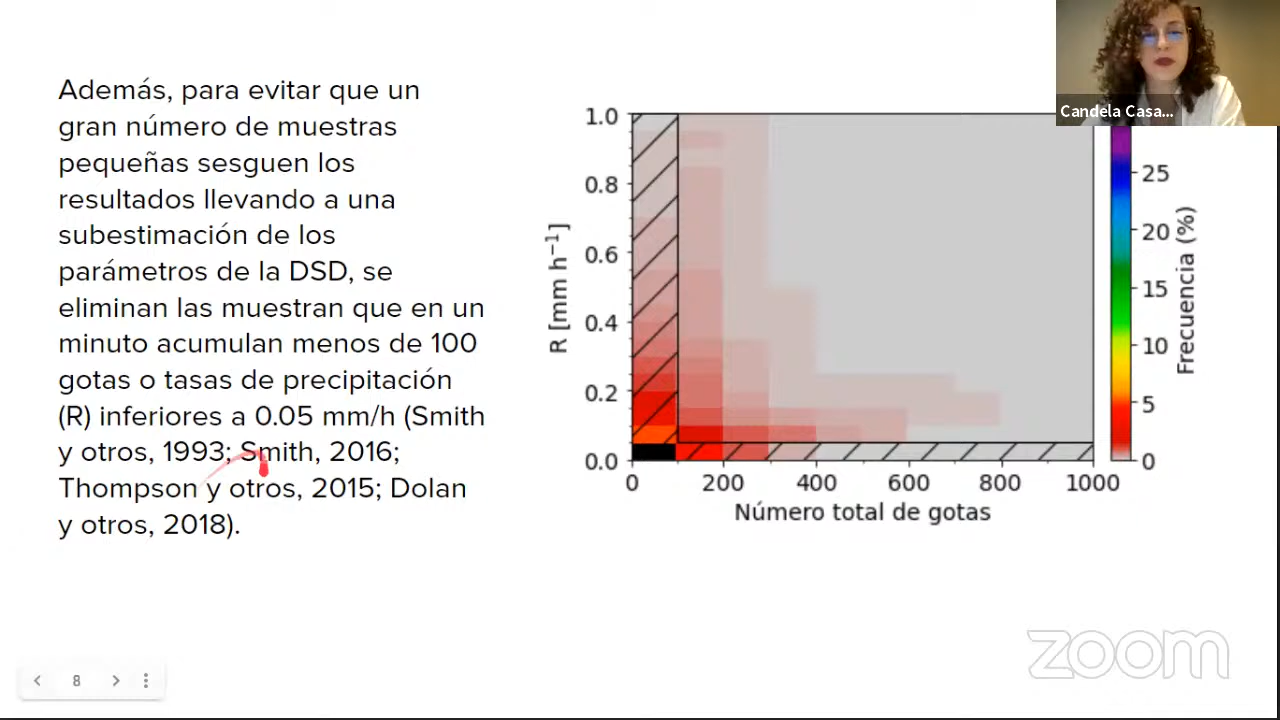 Además, para evitar que un
gran número de muestras
pequeñas sesguen los
resultados llevando a una
subestimación de los
parámetros de la DSD, se
eliminan las muestran que en un
minuto acumulan menos de 100
gotas o tasas de precipitación
(R) inferiores a 0.05 mm/h (Smith
y otros, 1993; Smith, 2016;
Thompson y otros, 2015; Dolan
y otros, 2018).
Candela Casa...
R [mm h⁻¹]
1.0
0.8
0.6
0.4
0.2
0.0
0 200 400 600 800 1000
Número total de gotas
25
20
15
10
5
0
Frecuencia (%)
8
zoom